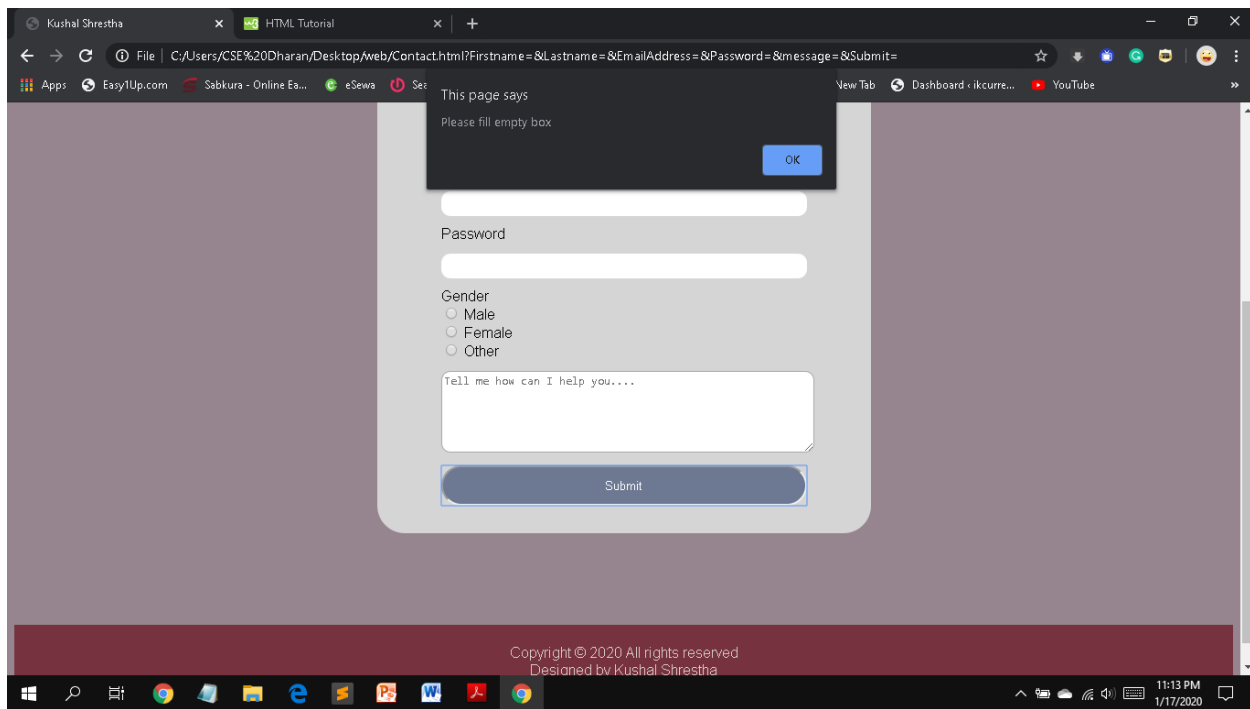 Kushal Shrestha
HTML Tutorial
File
C:/Users/CSE%20Dharan/Desktop/web/Contact.html?Firstname=&Lastname=&EmailAddress=&Password=&message=&Submit=
Apps Easy1Up.com Sabkura - Online Ea... eSewa New Tab Dashboard ‹ ikcurre... YouTube »
This page says
Please fill empty box
OK
Password
Gender
Male
Female
Other
Tell me how can I help you....
Submit
Copyright © 2020 All rights reserved
Designed by Kushal Shrestha
11:13 PM
1/17/2020